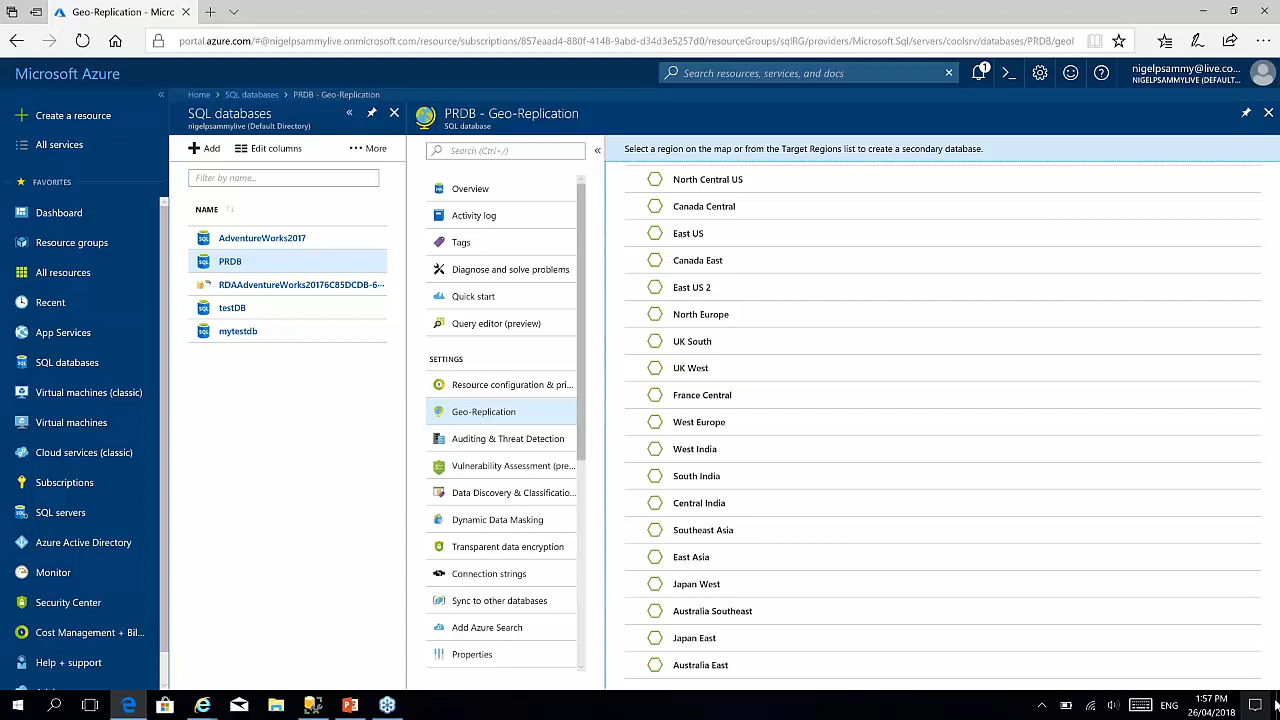 Geo-Replication - Micro
portal.azure.com/#@nigelpsammylive.onmicrosoft.com/resource/subscriptions/857eaad4-880f-4148-9abd-d34d3e5257d0/resourceGroups/sqlRG/providers/Microsoft.Sql/servers/coolsrv/databases/PRDB/geol
Microsoft Azure
Search resources, services, and docs
1
nigelpsammy@live.co...
NIGELPSAMMYLIVE (DEFAULT...
Home > SQL databases > PRDB - Geo-Replication
Create a resource
All services
FAVORITES
Dashboard
Resource groups
All resources
Recent
App Services
SQL databases
Virtual machines (classic)
Virtual machines
Cloud services (classic)
Subscriptions
SQL servers
Azure Active Directory
Monitor
Security Center
Cost Management + Bil...
Help + support
SQL databases
nigelpsammylive (Default Directory)
Add
Edit columns
More
Filter by name...
NAME
AdventureWorks2017
PRDB
RDAAdventureWorks20176C85DCDB-6···
testDB
mytestdb
PRDB - Geo-Replication
SQL database
Search (Ctrl+/)
Overview
Activity log
Tags
Diagnose and solve problems
Quick start
Query editor (preview)
SETTINGS
Resource configuration & pri...
Geo-Replication
Auditing & Threat Detection
Vulnerability Assessment (pre...
Data Discovery & Classificatio...
Dynamic Data Masking
Transparent data encryption
Connection strings
Sync to other databases
Add Azure Search
Properties
Select a region on the map or from the Target Regions list to create a secondary database.
North Central US
Canada Central
East US
Canada East
East US 2
North Europe
UK South
UK West
France Central
West Europe
West India
South India
Central India
Southeast Asia
East Asia
Japan West
Australia Southeast
Japan East
Australia East
ENG
1:57 PM
26/04/2018